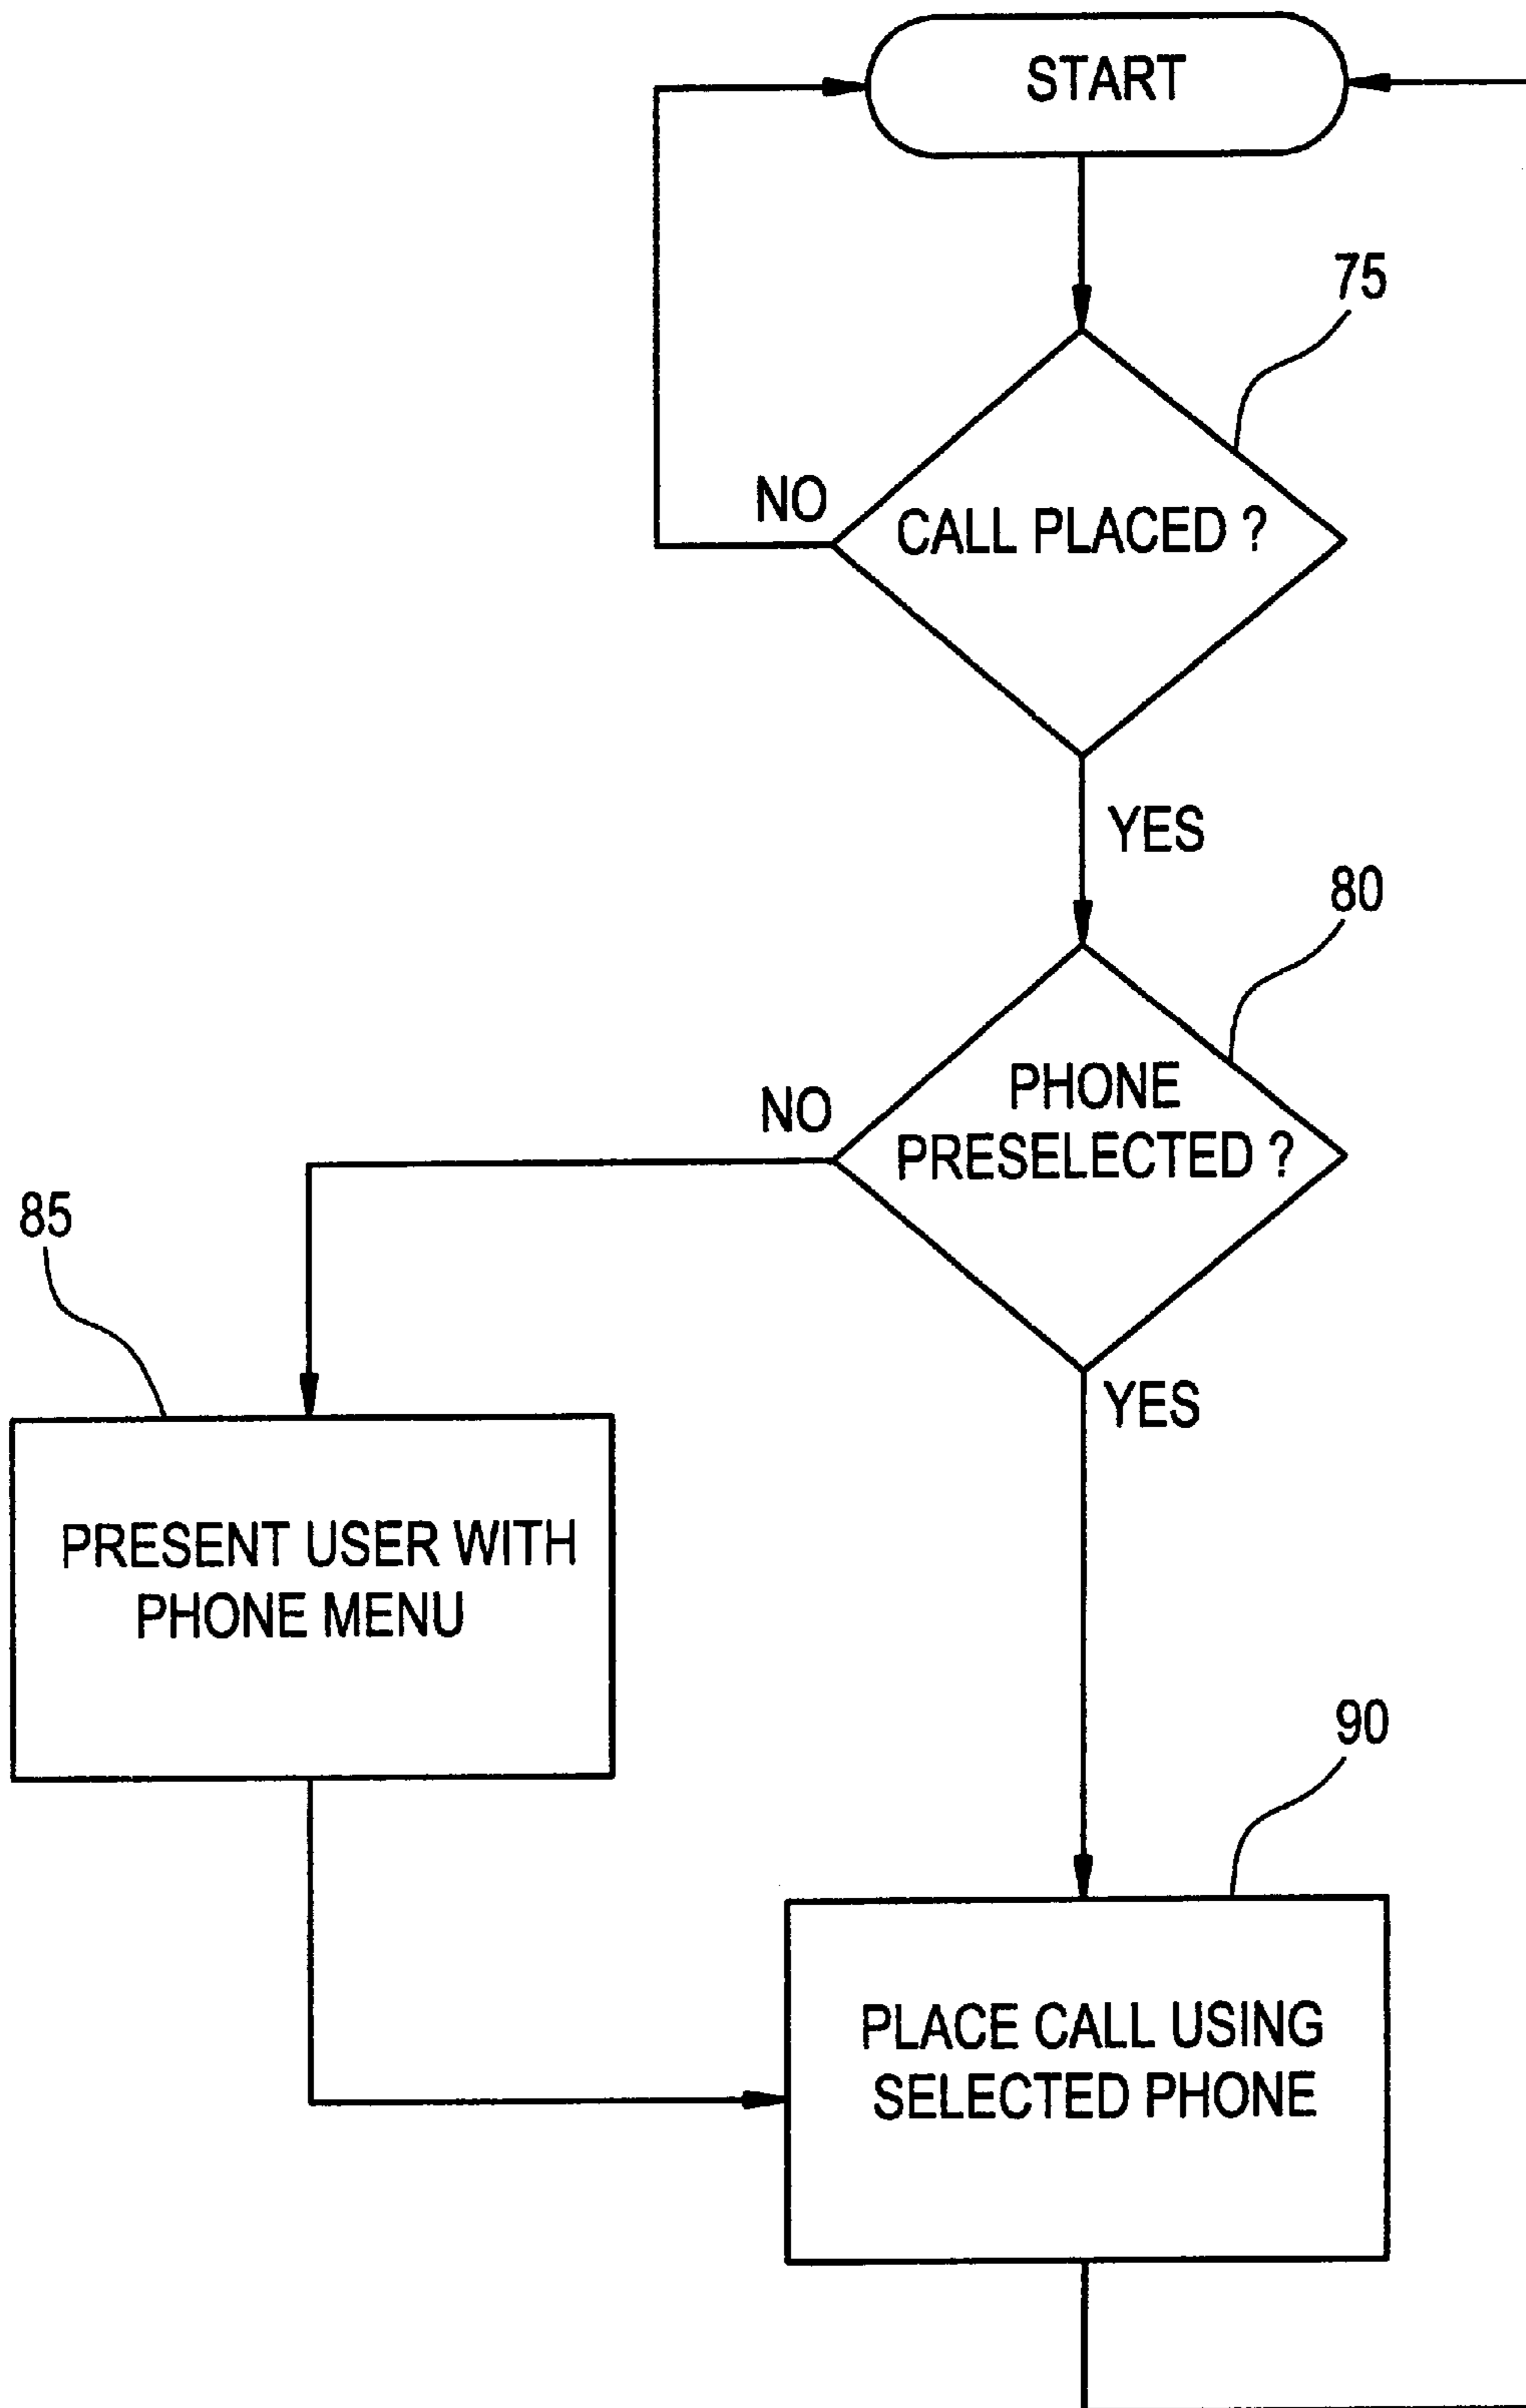 START
75
NO
CALL PLACED ?
YES
80
NO
PHONE
PRESELECTED ?
85
YES
PRESENT USER WITH
PHONE MENU
90
PLACE CALL USING
SELECTED PHONE